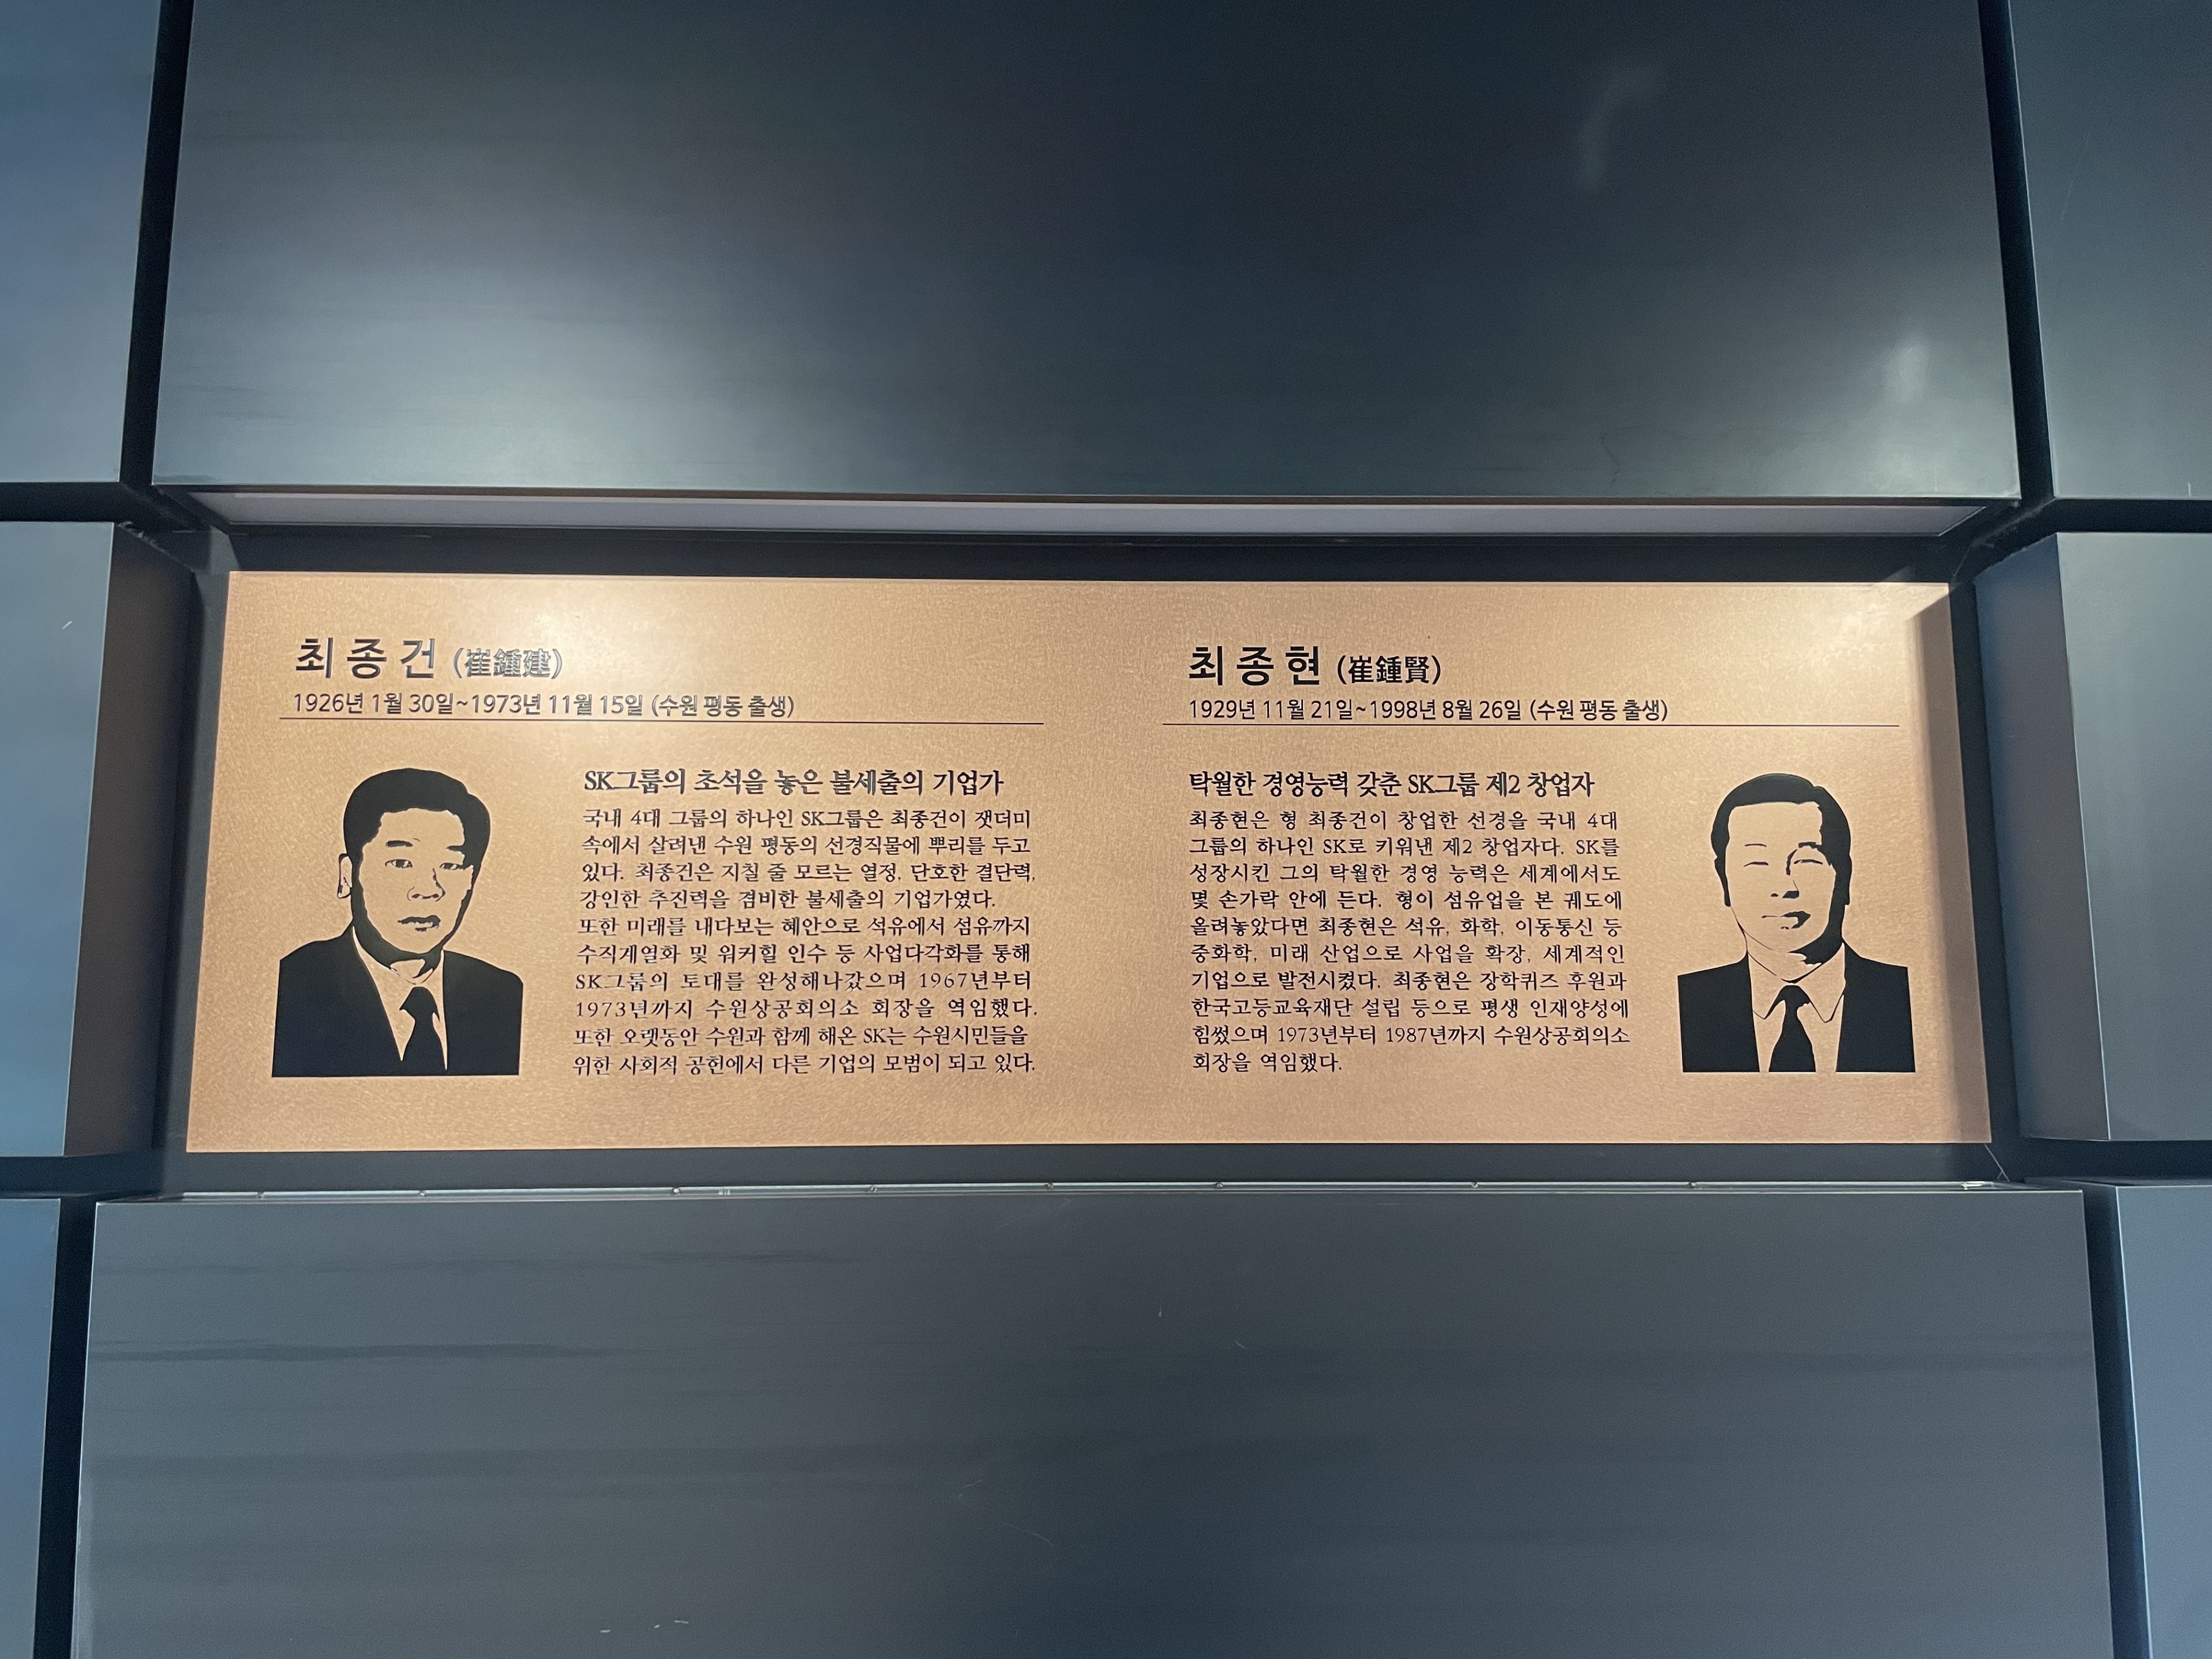 최종건 (崔鍾建)
1926년 1월 30일~1973년 11월 15일 (수원 평동 출생)
SK그룹의 초석을 놓은 불세출의 기업가
국내 4대 그룹의 하나인 SK그룹은 최종건이 잿더미
속에서 살려낸 수원 평동의 선경직물에 뿌리를 두고
있다. 최종건은 지칠 줄 모르는 열정, 단호한 결단력,
강인한 추진력을 겸비한 불세출의 기업가였다.
또한 미래를 내다보는 혜안으로 석유에서 섬유까지
수직계열화 및 워커힐 인수 등 사업다각화를 통해
SK그룹의 토대를 완성해나갔으며 1967년부터
1973년까지 수원상공회의소 회장을 역임했다.
또한 오랫동안 수원과 함께 해온 SK는 수원시민들을
위한 사회적 공헌에서 다른 기업의 모범이 되고 있다.
최종현 (崔鍾賢)
1929년 11월 21일~1998년 8월 26일 (수원 평동 출생)
탁월한 경영능력 갖춘 SK그룹 제2 창업자
최종현은 형 최종건이 창업한 선경을 국내 4대
그룹의 하나인 SK로 키워낸 제2 창업자다. SK를
성장시킨 그의 탁월한 경영 능력은 세계에서도
몇 손가락 안에 든다. 형이 섬유업을 본 궤도에
올려놓았다면 최종현은 석유, 화학, 이동통신 등
중화학, 미래 산업으로 사업을 확장, 세계적인
기업으로 발전시켰다. 최종현은 장학퀴즈 후원과
한국고등교육재단 설립 등으로 평생 인재양성에
힘썼으며 1973년부터 1987년까지 수원상공회의소
회장을 역임했다.